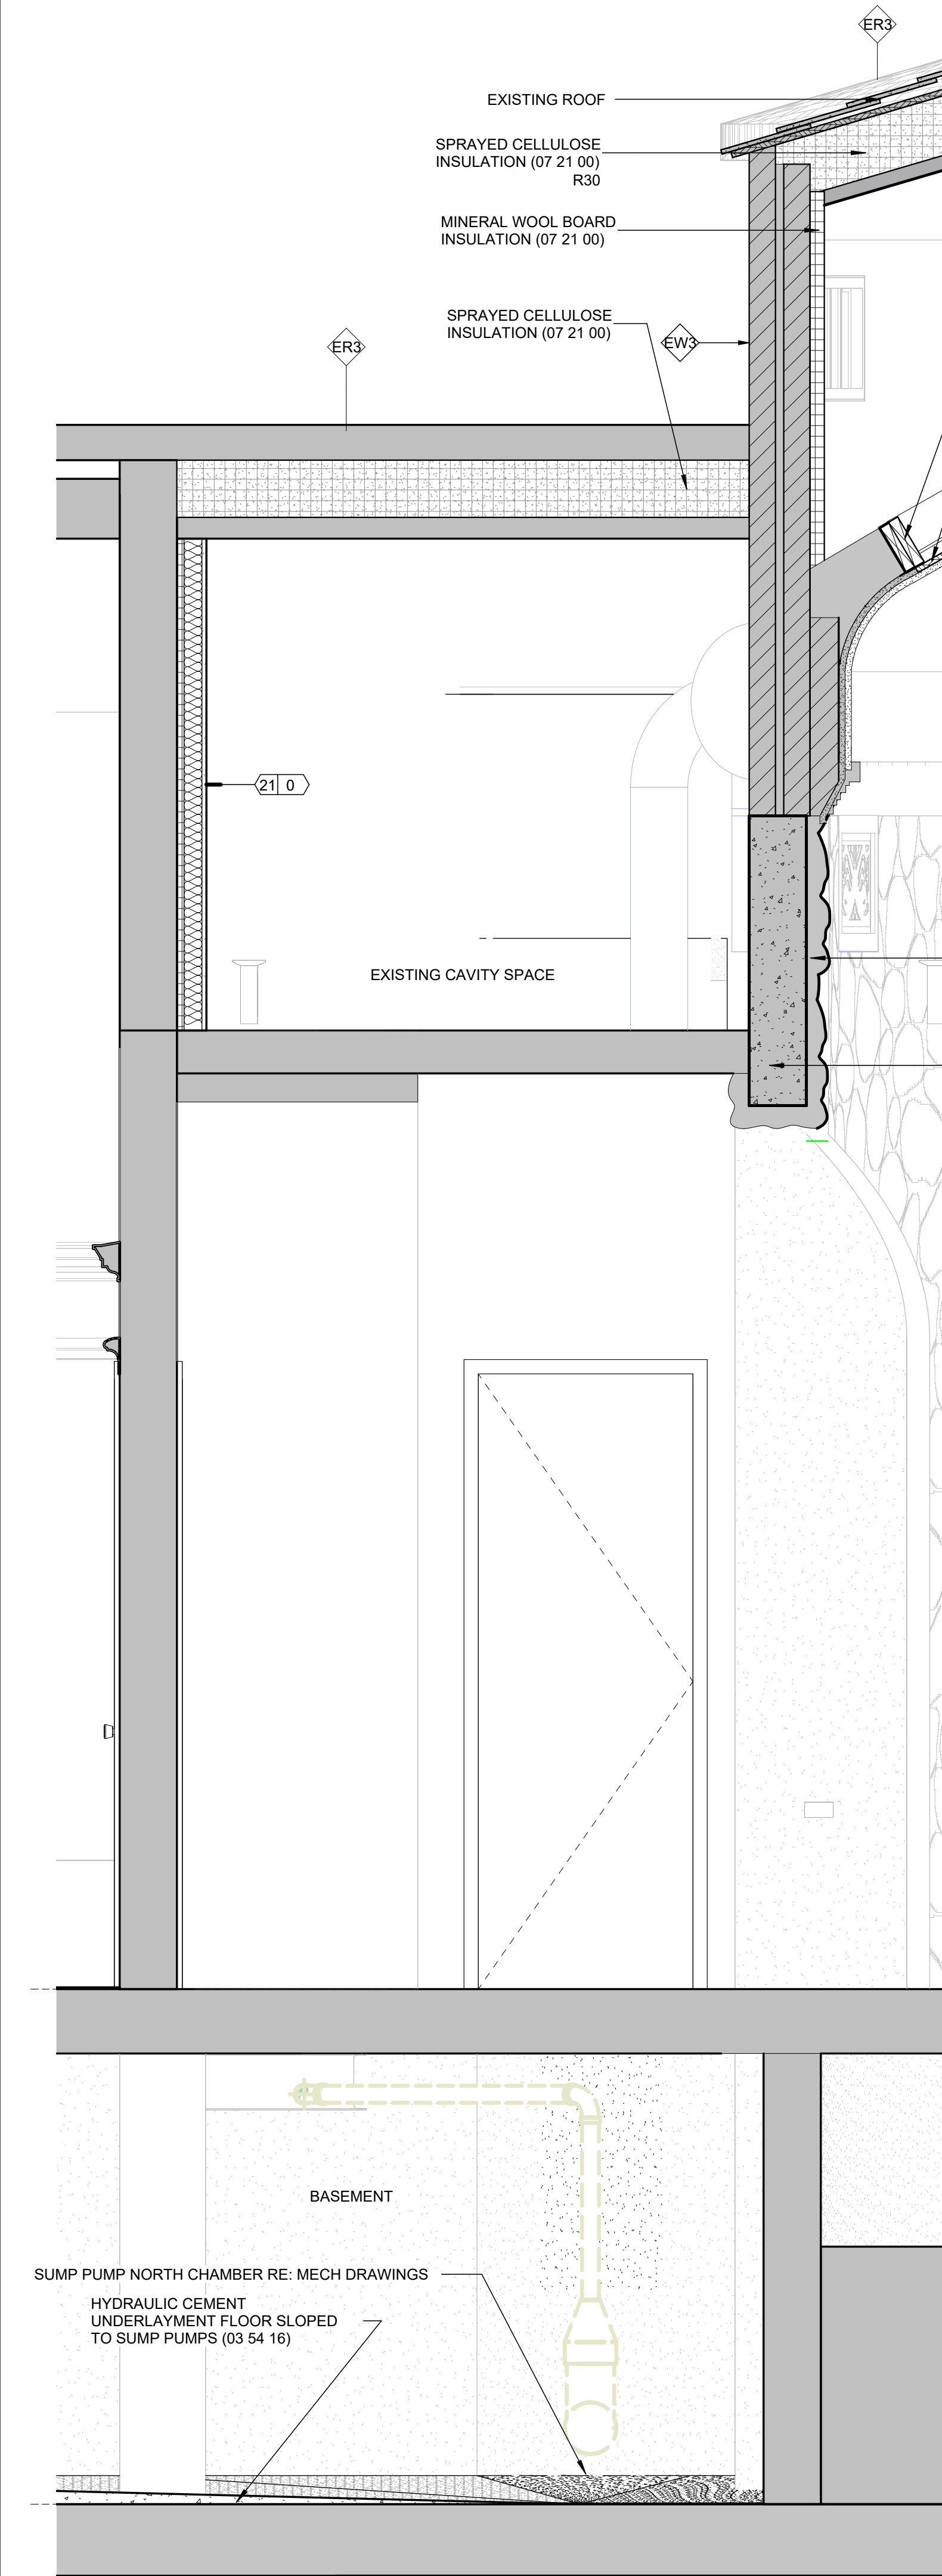 ER3
EXISTING ROOF
SPRAYED CELLULOSE
INSULATION (07 21 00)
R30
MINERAL WOOL BOARD
INSULATION (07 21 00)
SPRAYED CELLULOSE
INSULATION (07 21 00)
EW3
ER3
21 0
EXISTING CAVITY SPACE
BASEMENT
SUMP PUMP NORTH CHAMBER RE: MECH DRAWINGS
HYDRAULIC CEMENT
UNDERLAYMENT FLOOR SLOPED
TO SUMP PUMPS (03 54 16)